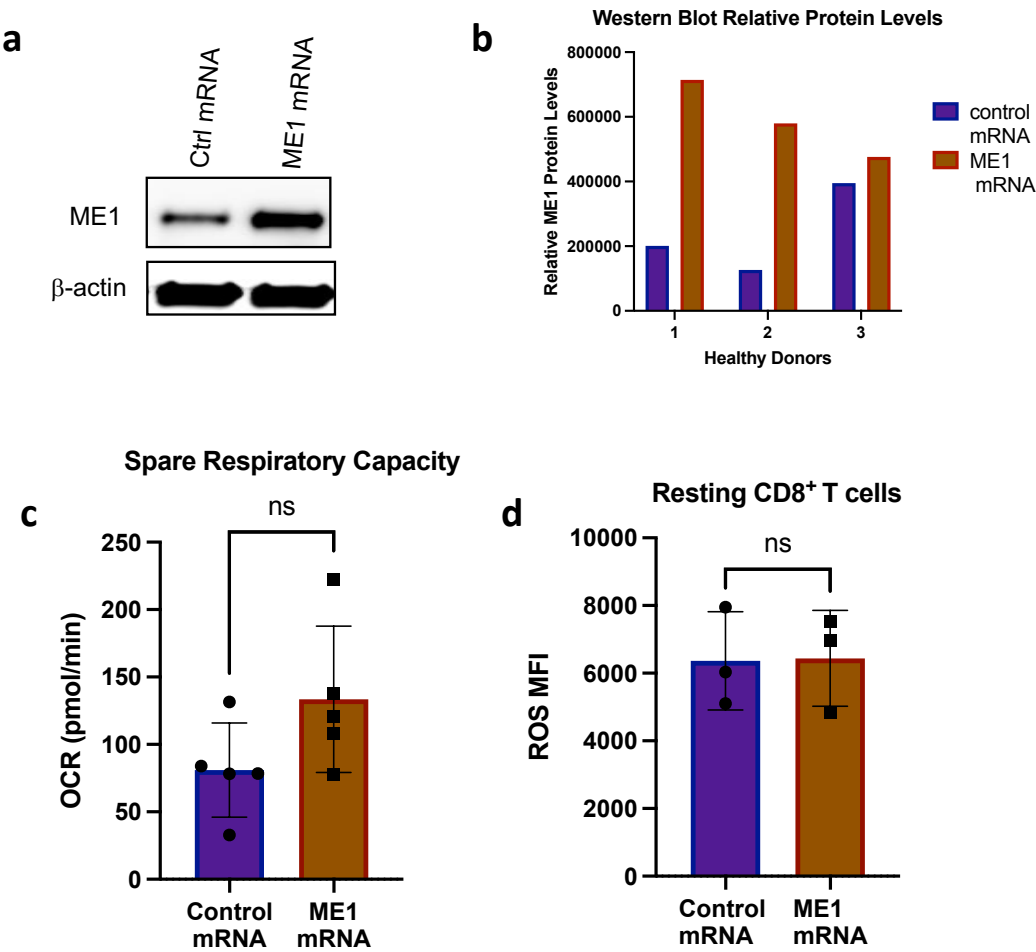 a
Ctrl mRNA
ME1 mRNA
ME1
β-actin
b
Western Blot Relative Protein Levels
Relative ME1 Protein Levels
800000
600000
400000
200000
0
1
2
3
Healthy Donors
control
mRNA
ME1
mRNA
c
Spare Respiratory Capacity
ns
OCR (pmol/min)
250
200
150
100
50
0
Control
mRNA
ME1
mRNA
d
Resting CD8⁺ T cells
ns
ROS MFI
10000
8000
6000
4000
2000
0
Control
mRNA
ME1
mRNA